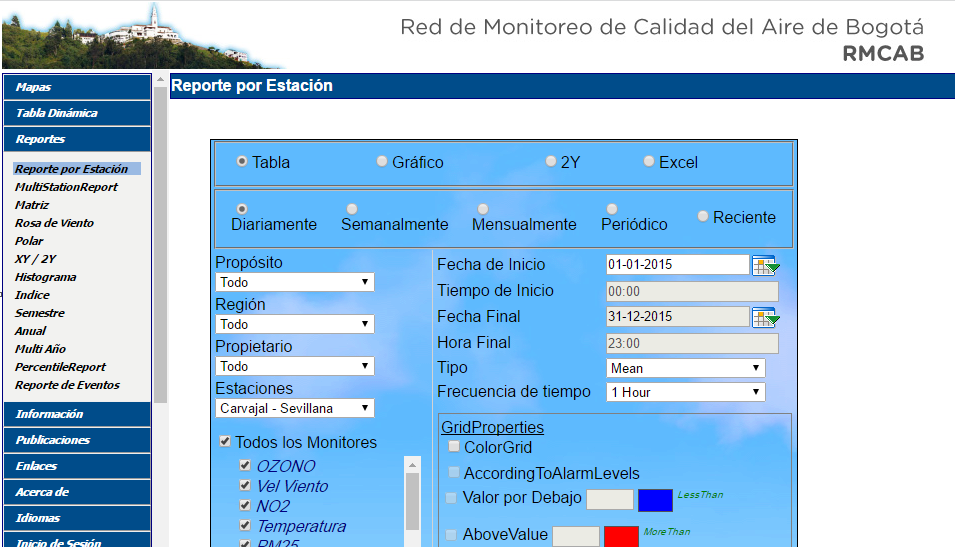 Red de Monitoreo de Calidad del Aire de Bogotá
RMCAB
Mapas
Tabla Dinámica
Reportes
Reporte por Estación
MultiStationReport
Matriz
Rosa de Viento
Polar
XY / 2Y
Histograma
Indice
Semestre
Anual
Multi Año
PercentileReport
Reporte de Eventos
Información
Publicaciones
Enlaces
Acerca de
Idiomas
Inicio de Sesión
Reporte por Estación
Tabla Gráfico 2Y Excel
Diariamente Semanalmente Mensualmente Periódico Reciente
Propósito
Todo
Región
Todo
Propietario
Todo
Estaciones
Carvajal - Sevillana
Todos los Monitores
OZONO
Vel Viento
NO2
Temperatura
PM25
Fecha de Inicio 01-01-2015
Tiempo de Inicio 00:00
Fecha Final 31-12-2015
Hora Final 23:00
Tipo Mean
Frecuencia de tiempo 1 Hour
GridProperties
ColorGrid
AccordingToAlarmLevels
Valor por Debajo LessThan
AboveValue MoreThan